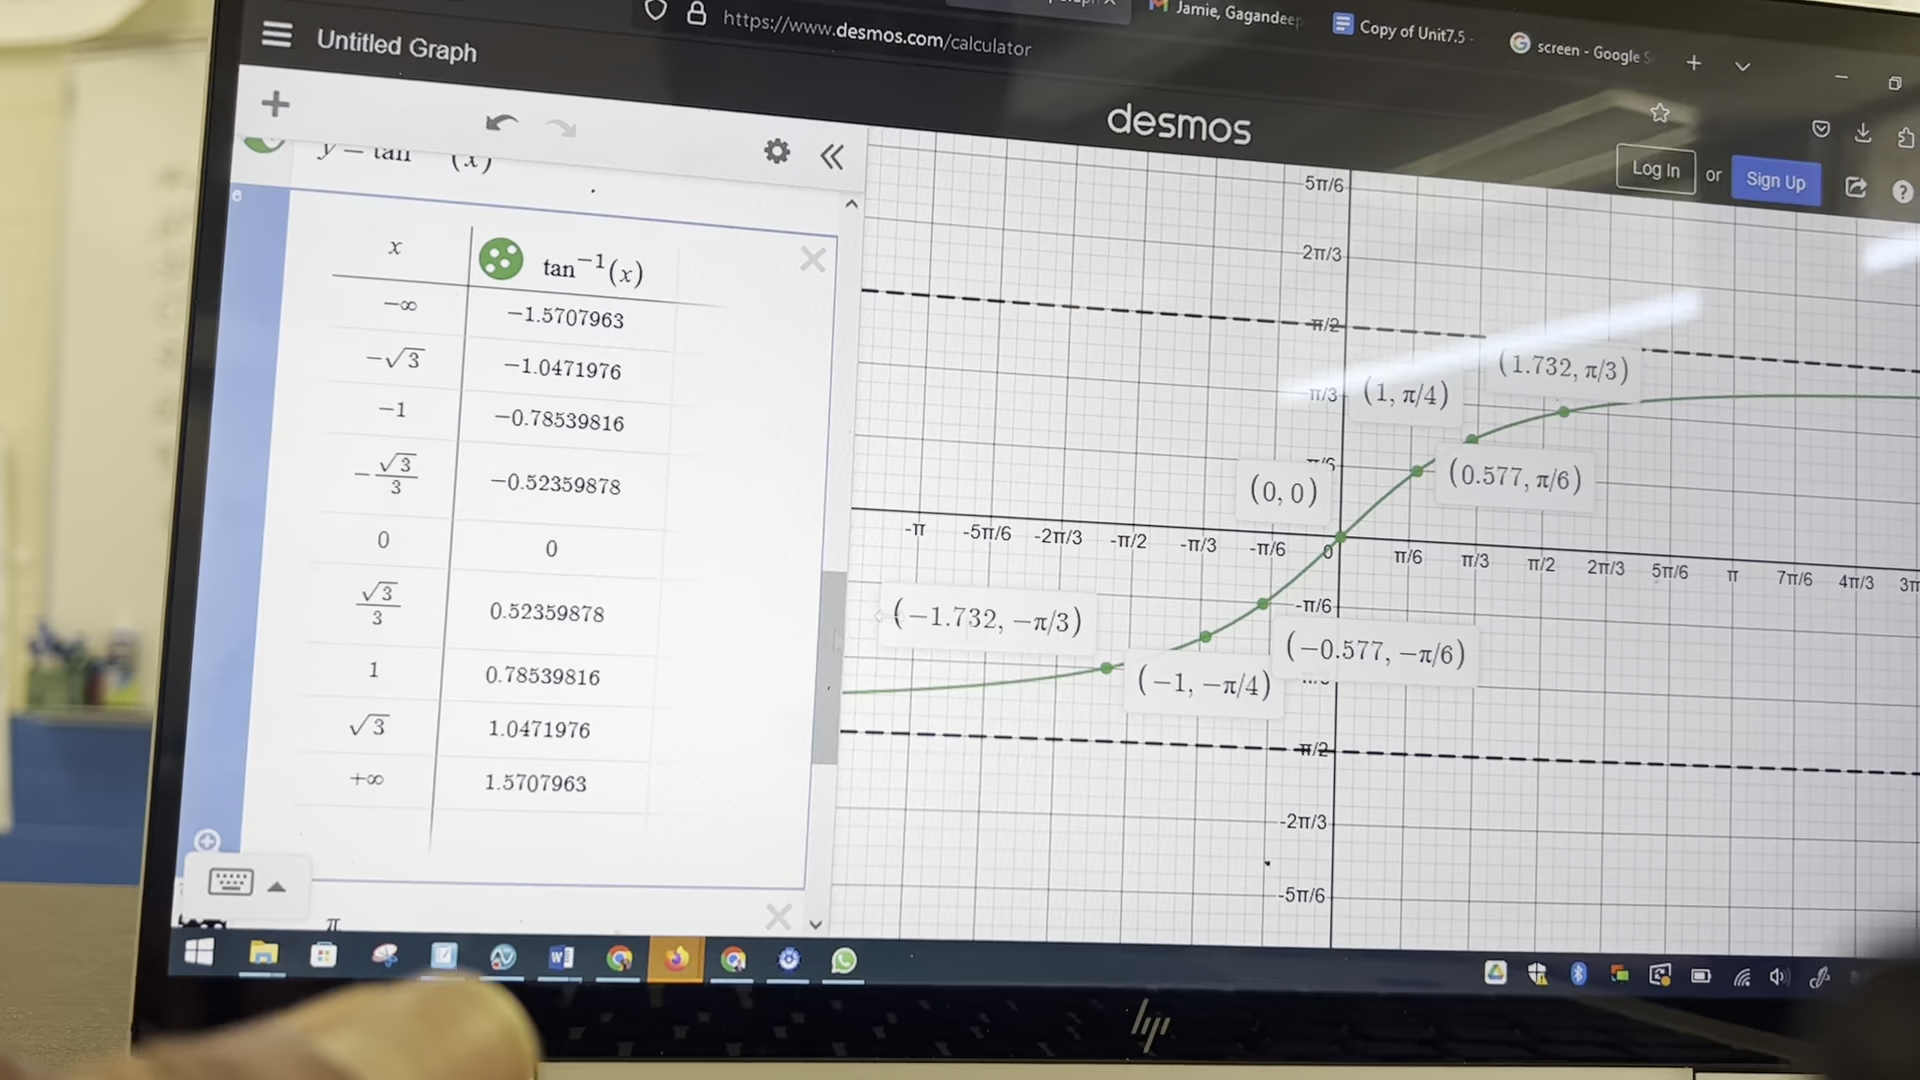 Jamie, Gagandeep
Copy of Unit7.5 -
screen - Google S
https://www.desmos.com/calculator
Untitled Graph
desmos
Log In or Sign Up
y = tan (x)
6
x tan⁻¹(x)
−∞ −1.5707963
−√3 −1.0471976
−1 −0.78539816
−√3/3 −0.52359878
0 0
√3/3 0.52359878
1 0.78539816
√3 1.0471976
+∞ 1.5707963
π
5π/6
2π/3
π/2
π/3
π/6
(1.732, π/3)
(1, π/4)
(0.577, π/6)
(0, 0)
-π -5π/6 -2π/3 -π/2 -π/3 -π/6 0 π/6 π/3 π/2 2π/3 5π/6 π 7π/6 4π/3 3π
-π/6
(−1.732, −π/3)
(−0.577, −π/6)
(−1, −π/4)
-π/2
-2π/3
-5π/6
hp